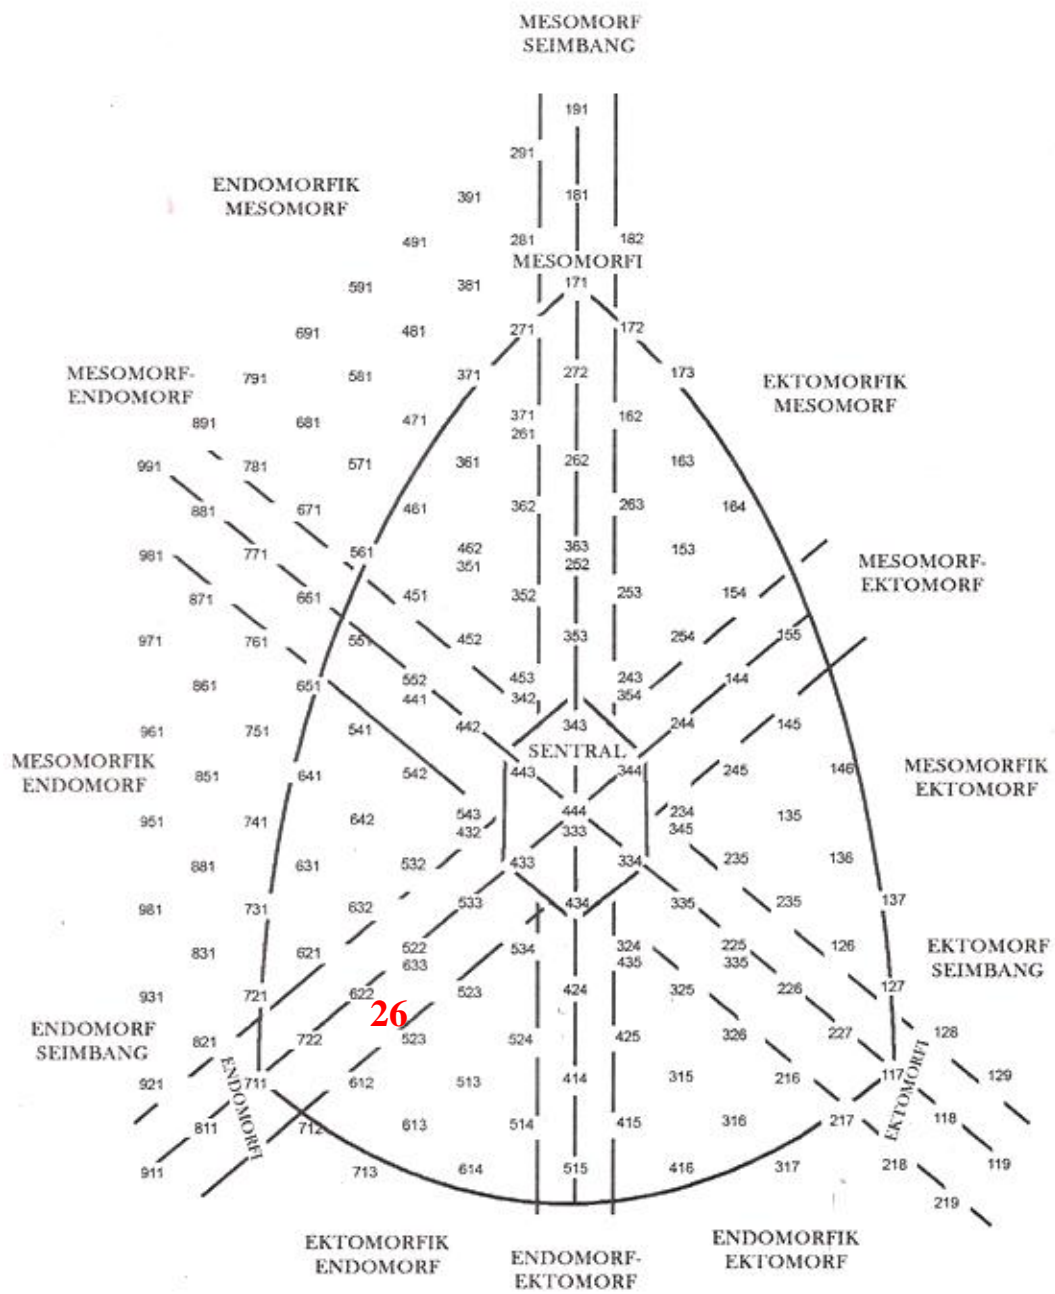 MESOMORF
SEIMBANG
191
291
ENDOMORFIK
MESOMORF
391 181
491 281 182
MESOMORFI
591 381 171
691 481 271 172
MESOMORF-
ENDOMORF
791 581 371 272 173
EKTOMORFIK
MESOMORF
891 681 471 371 162
261
991 781 571 361 262 163
881 671 461 362 263 164
981 771 561 462 363 153
351 252
MESOMORF-
EKTOMORF
871 661 451 352 253 154
971 761 551 452 353 254 155
861 651 552 453 243 144
441 342 354
961 751 541 442 343 244 145
MESOMORFIK
ENDOMORF
SENTRAL
MESOMORFIK
EKTOMORF
851 641 542 443 344 245 146
951 741 642 543 444 234 135
432 333 345
881 631 532 433 334 235 136
981 731 632 533 434 335 235 137
831 621 522 534 324 225 126
633 435 335
EKTOMORF
SEIMBANG
931 721 622 523 424 325 226 127
26
ENDOMORF
SEIMBANG
821 722 523 524 425 326 227 128
921 711 612 513 414 315 216 117 129
ENDOMORFI
EKTOMORFI
811 712 613 514 415 316 217 118
911 713 614 515 416 317 218 119
219
EKTOMORFIK
ENDOMORF
ENDOMORF-
EKTOMORF
ENDOMORFIK
EKTOMORF